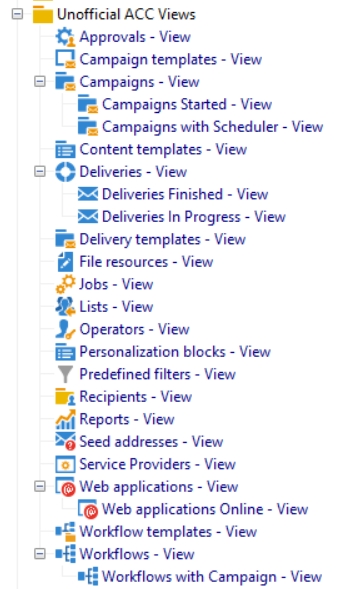 Unofficial ACC Views
Approvals - View
Campaign templates - View
Campaigns - View
Campaigns Started - View
Campaigns with Scheduler - View
Content templates - View
Deliveries - View
Deliveries Finished - View
Deliveries In Progress - View
Delivery templates - View
File resources - View
Jobs - View
Lists - View
Operators - View
Personalization blocks - View
Predefined filters - View
Recipients - View
Reports - View
Seed addresses - View
Service Providers - View
Web applications - View
Web applications Online - View
Workflow templates - View
Workflows - View
Workflows with Campaign - View